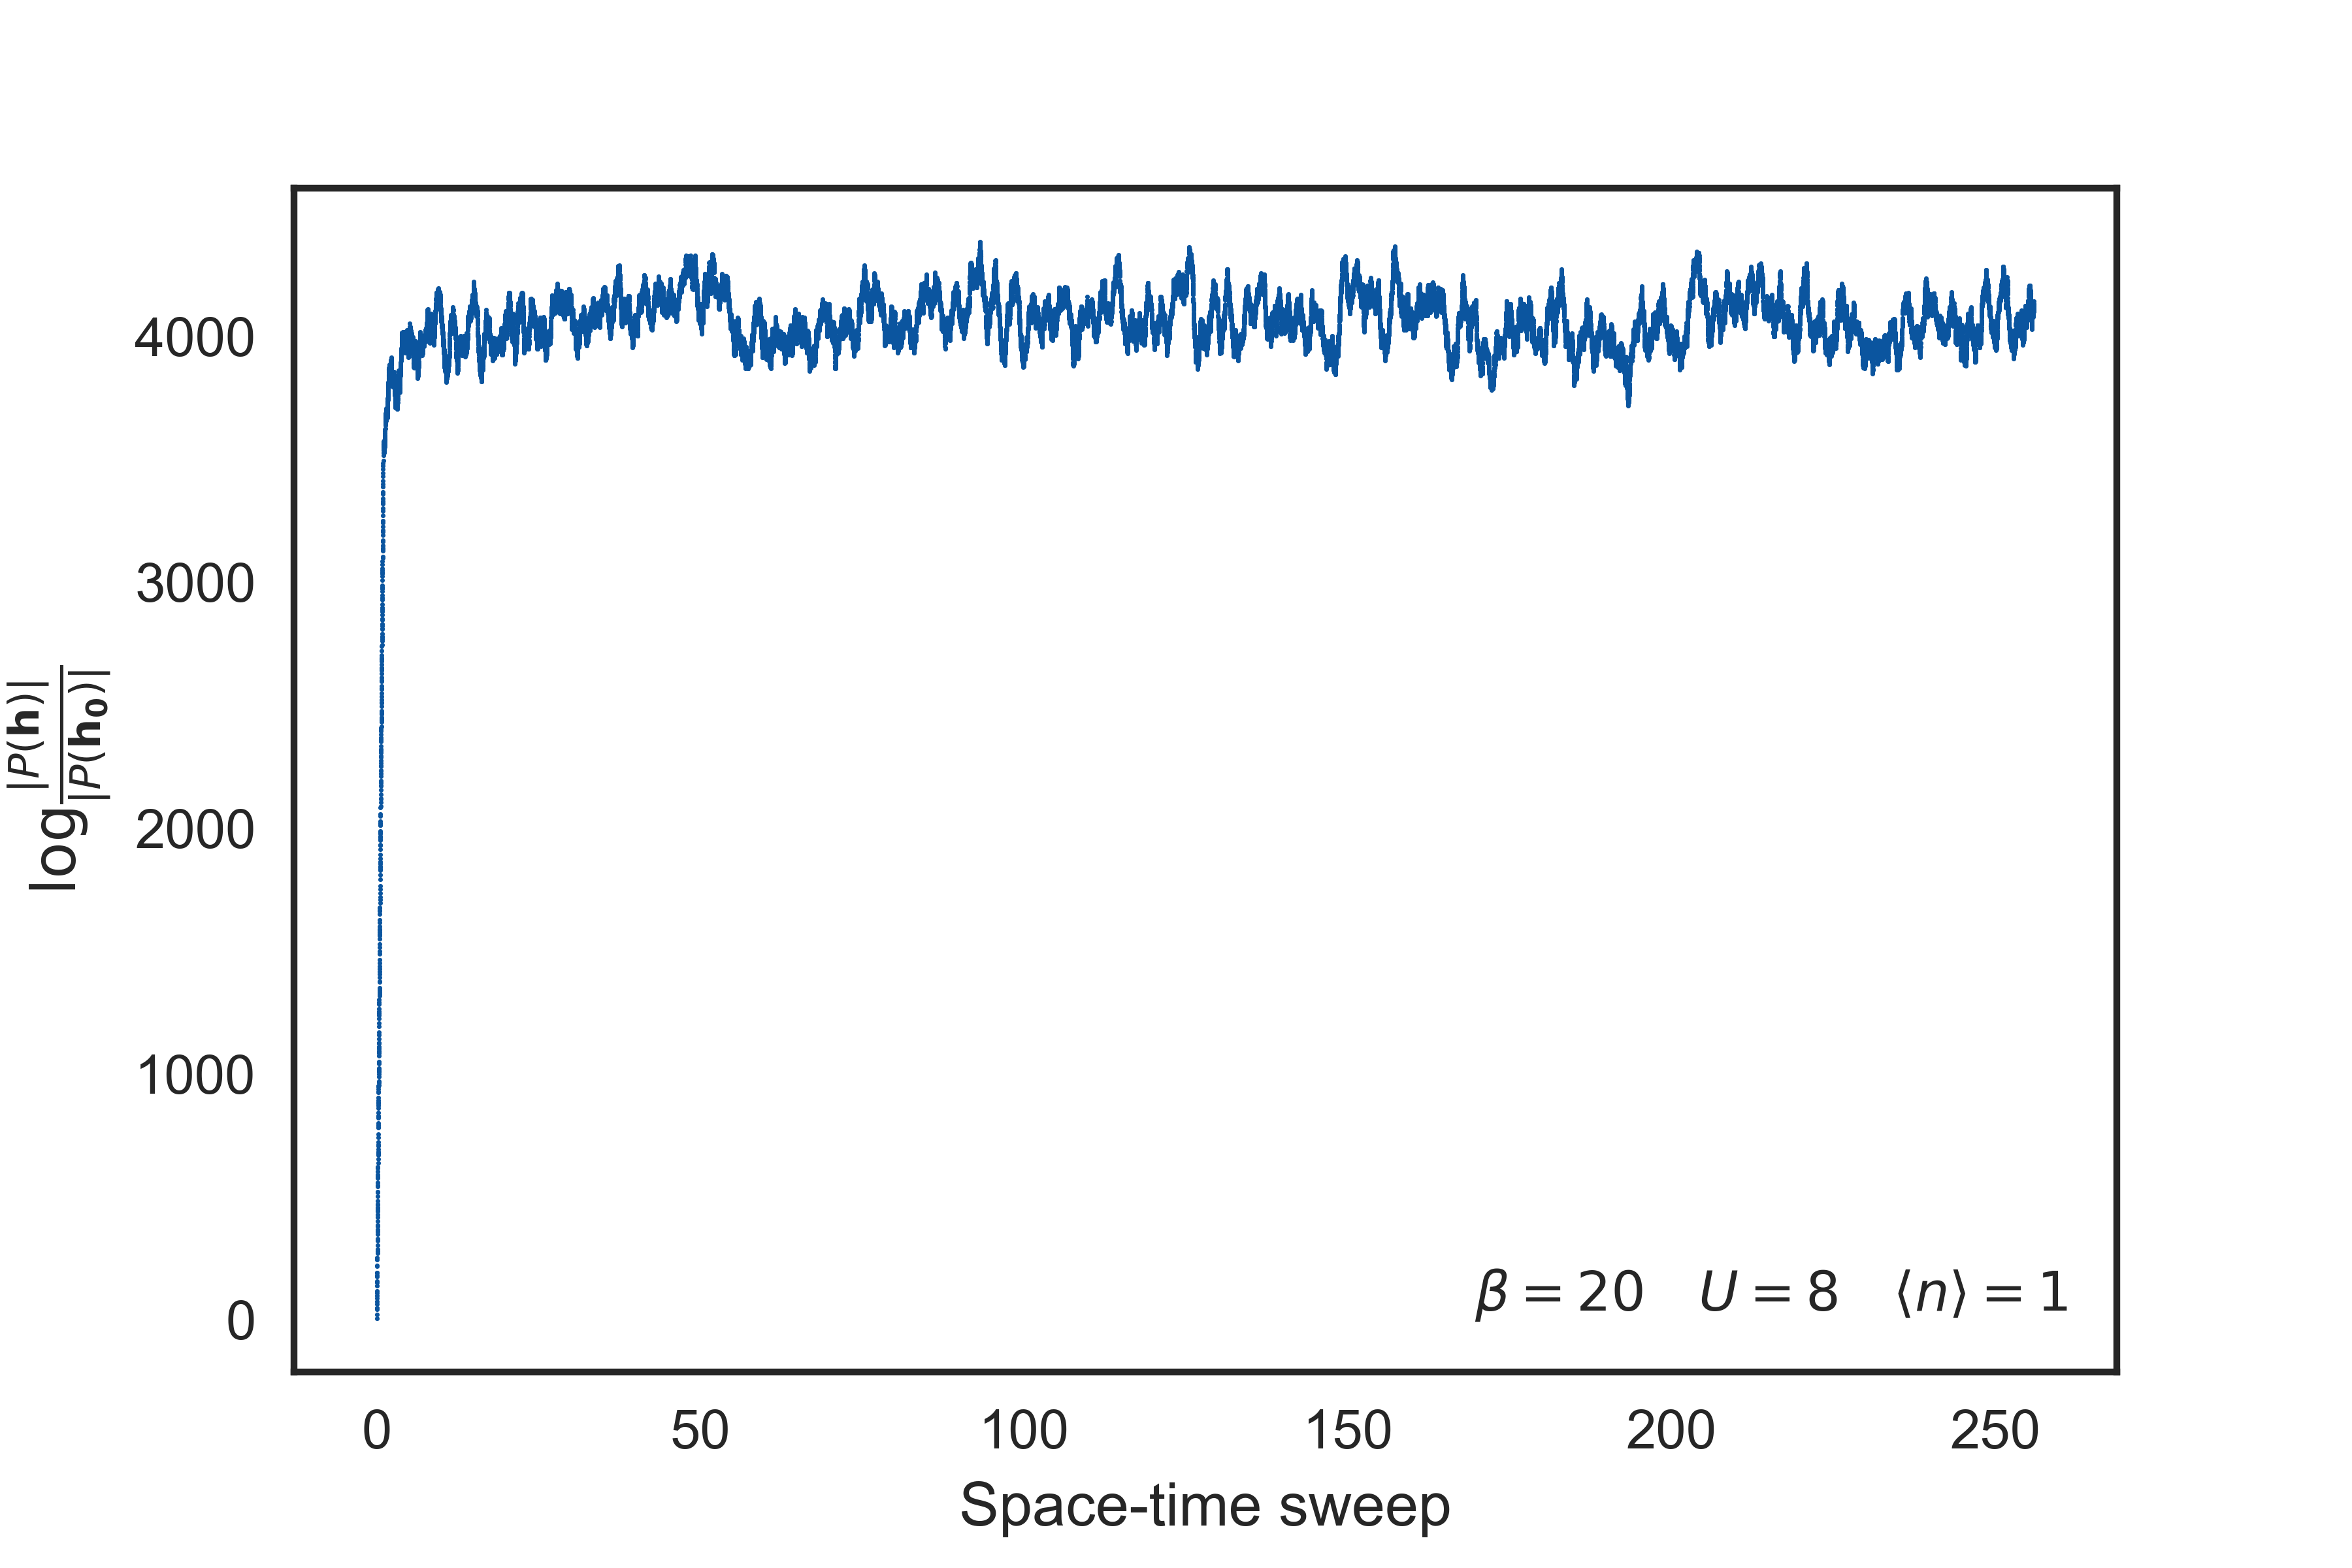 4000
3000
2000
1000
0
log |P(h)| / |P(h₀)|
β = 20 U = 8 ⟨n⟩ = 1
0 50 100 150 200 250
Space-time sweep